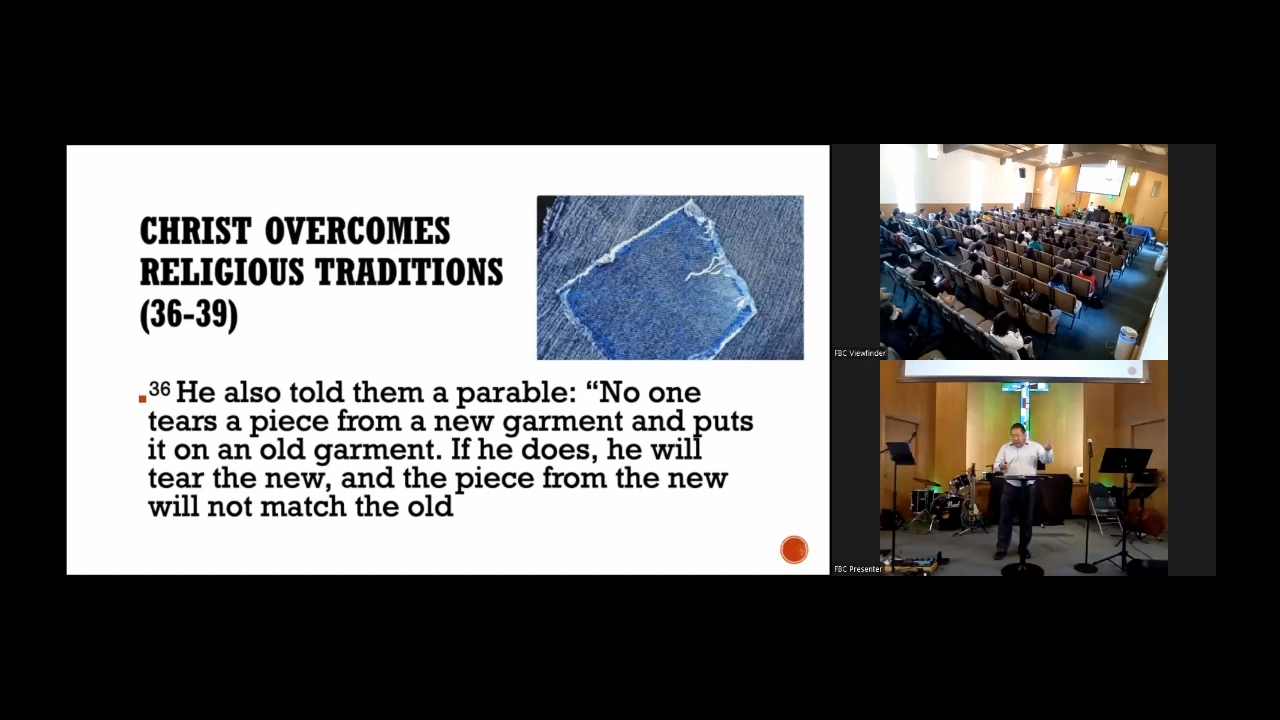 CHRIST OVERCOMES
RELIGIOUS TRADITIONS
(36-39)
36 He also told them a parable: “No one
tears a piece from a new garment and puts
it on an old garment. If he does, he will
tear the new, and the piece from the new
will not match the old
FBC Viewfinder
FBC Presenter